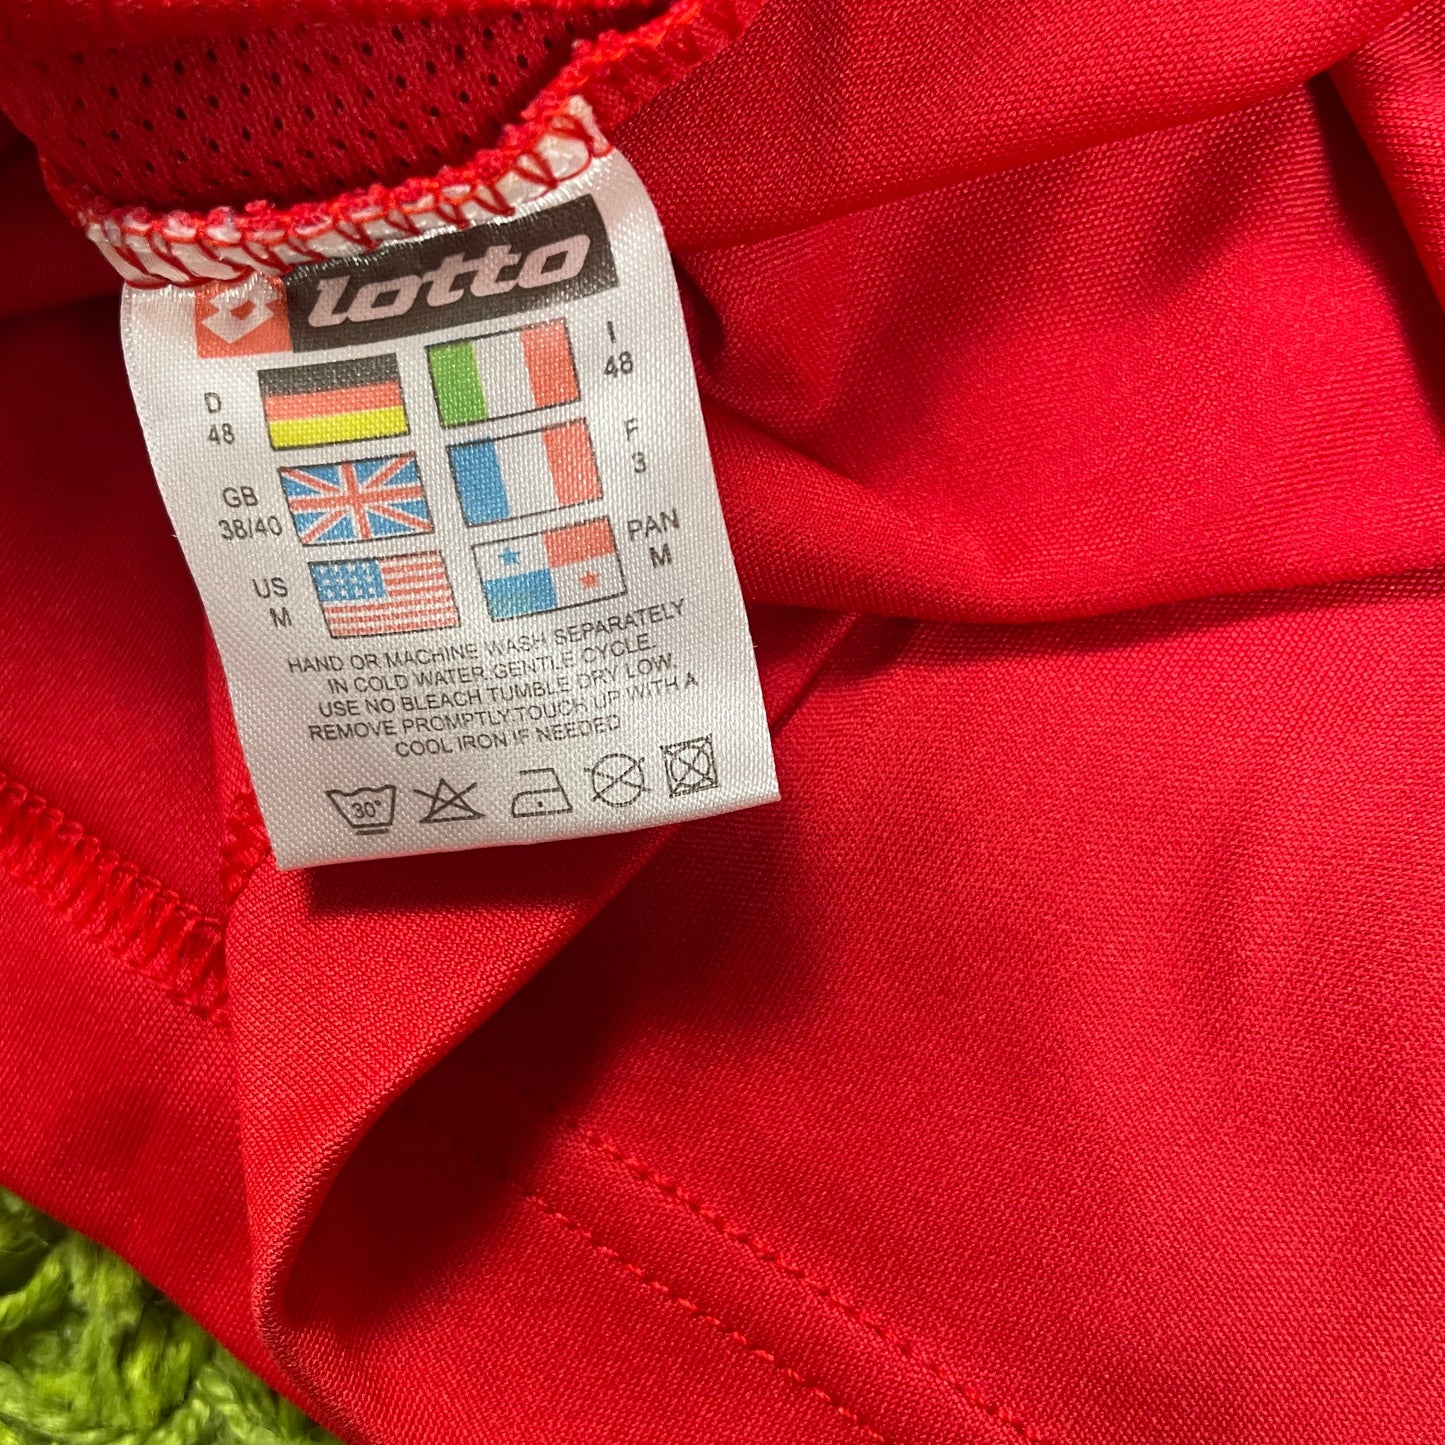 lotto
D
48
I
48
GB
38/40
F
3
US
M
PAN
M
HAND OR MACHINE WASH SEPARATELY
IN COLD WATER,GENTLE CYCLE.
USE NO BLEACH TUMBLE DRY LOW.
REMOVE PROMPTLY,TOUCH UP WITH A
COOL IRON IF NEEDED
30°